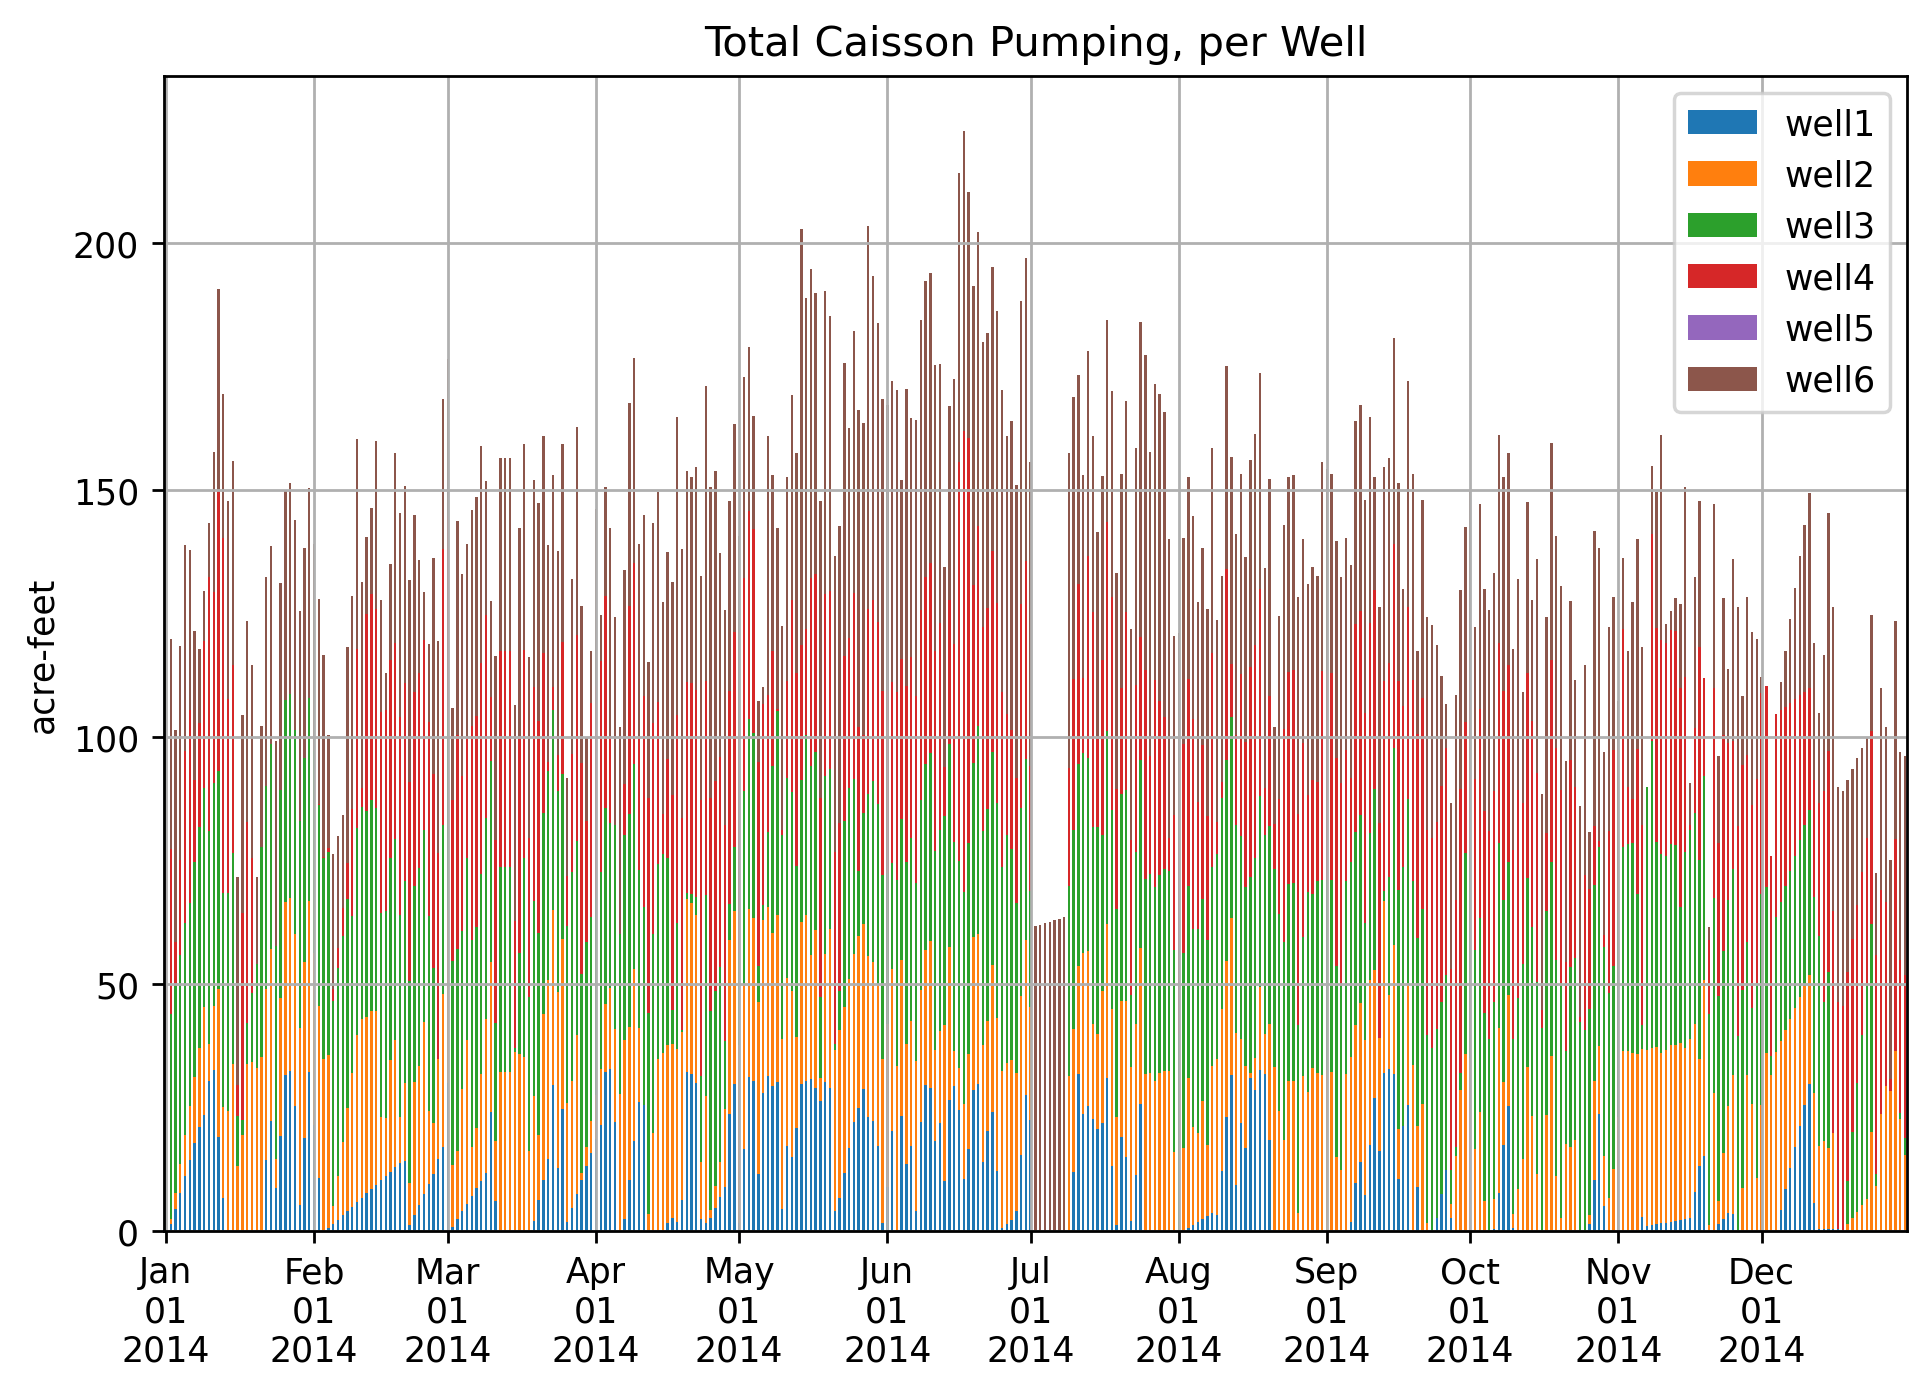 Total Caisson Pumping, per Well
well1
well2
well3
well4
well5
well6
acre-feet
200
150
100
50
0
Jan Feb Mar Apr May Jun Jul Aug Sep Oct Nov Dec
01 01 01 01 01 01 01 01 01 01 01 01
2014 2014 2014 2014 2014 2014 2014 2014 2014 2014 2014 2014